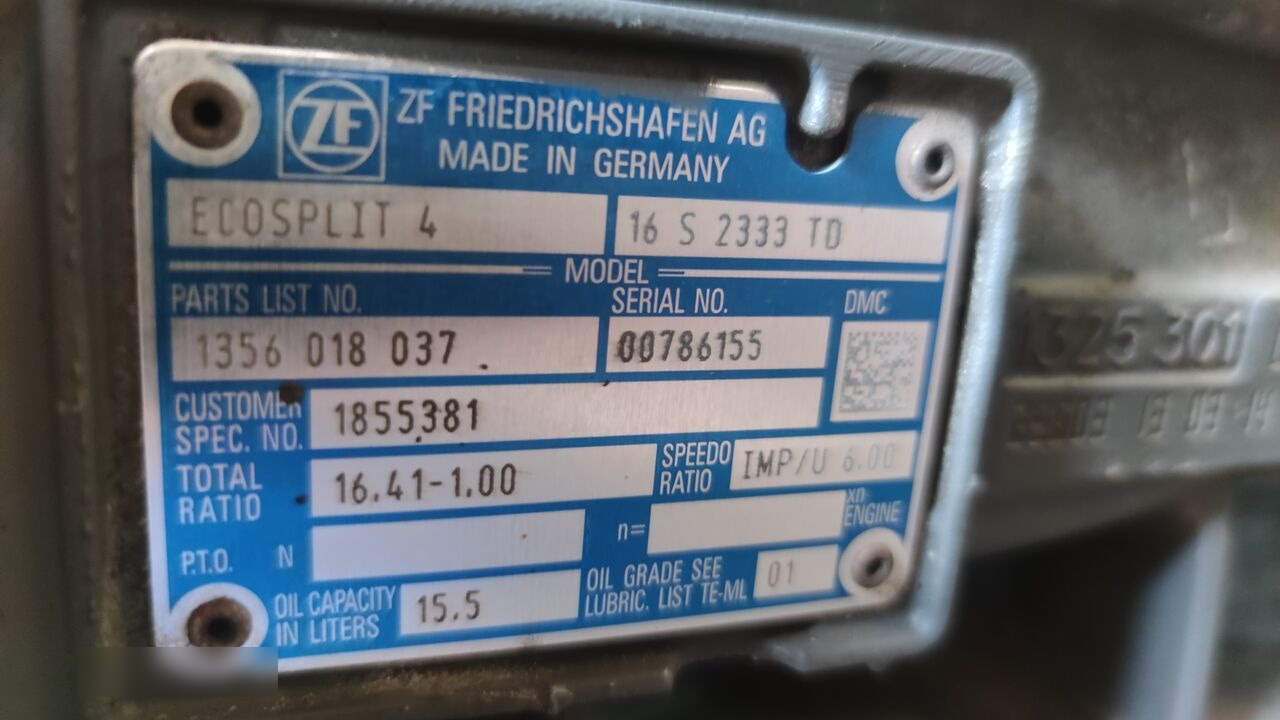 ZF
ZF FRIEDRICHSHAFEN AG
MADE IN GERMANY
ECOSPLIT 4
16 S 2333 TD
MODEL
PARTS LIST NO.
SERIAL NO.
DMC
1356 018 037
00786155
CUSTOMER
SPEC. NO.
1855381
TOTAL
RATIO
16.41-1.00
SPEEDO
RATIO
IMP/U 6.00
P.T.O. N
n=
xn
ENGINE
OIL CAPACITY
IN LITERS
15.5
OIL GRADE SEE
LUBRIC. LIST TE-ML
01
1325 301